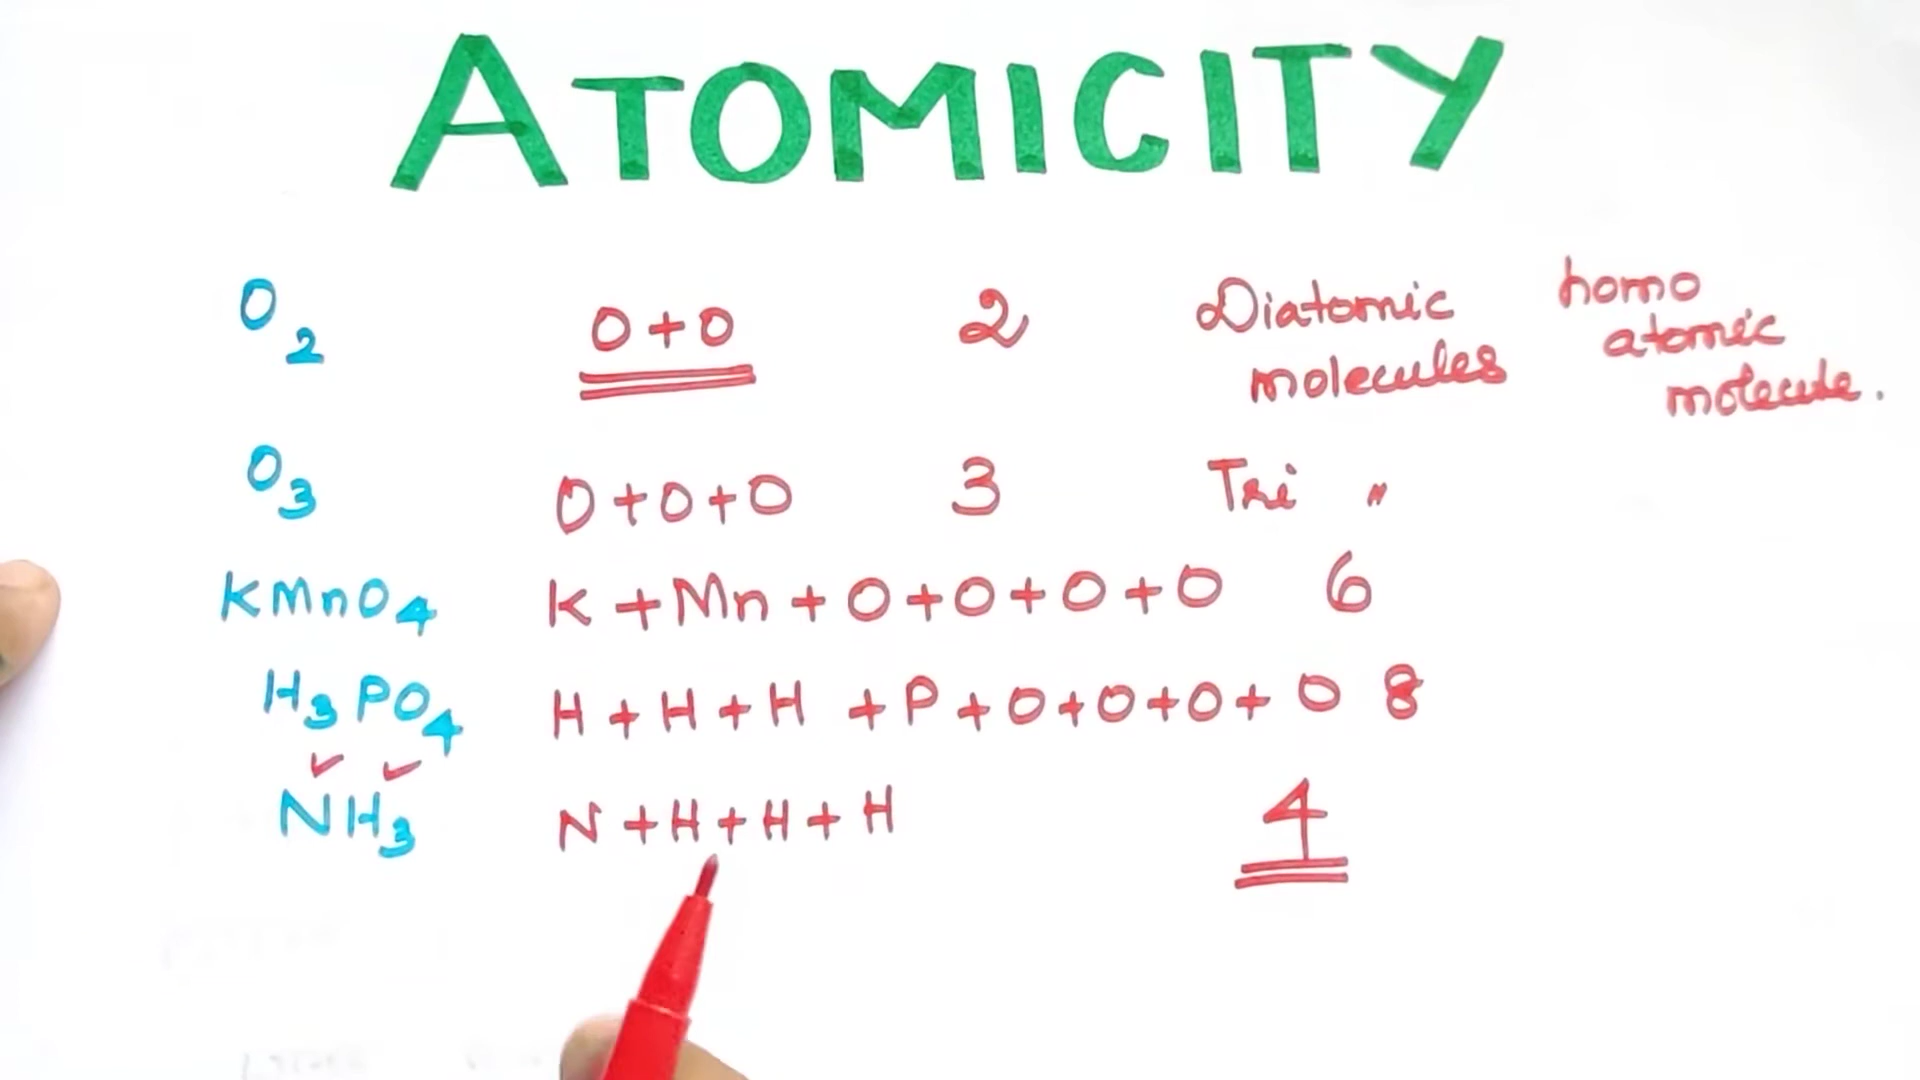 ATOMICITY
O2 O+O 2 Diatomic molecules homo atomic molecule.
O3 O+O+O 3 Tri "
KMnO4 K+Mn+O+O+O+O 6
H3PO4 H+H+H+P+O+O+O+O 8
NH3 N+H+H+H 4